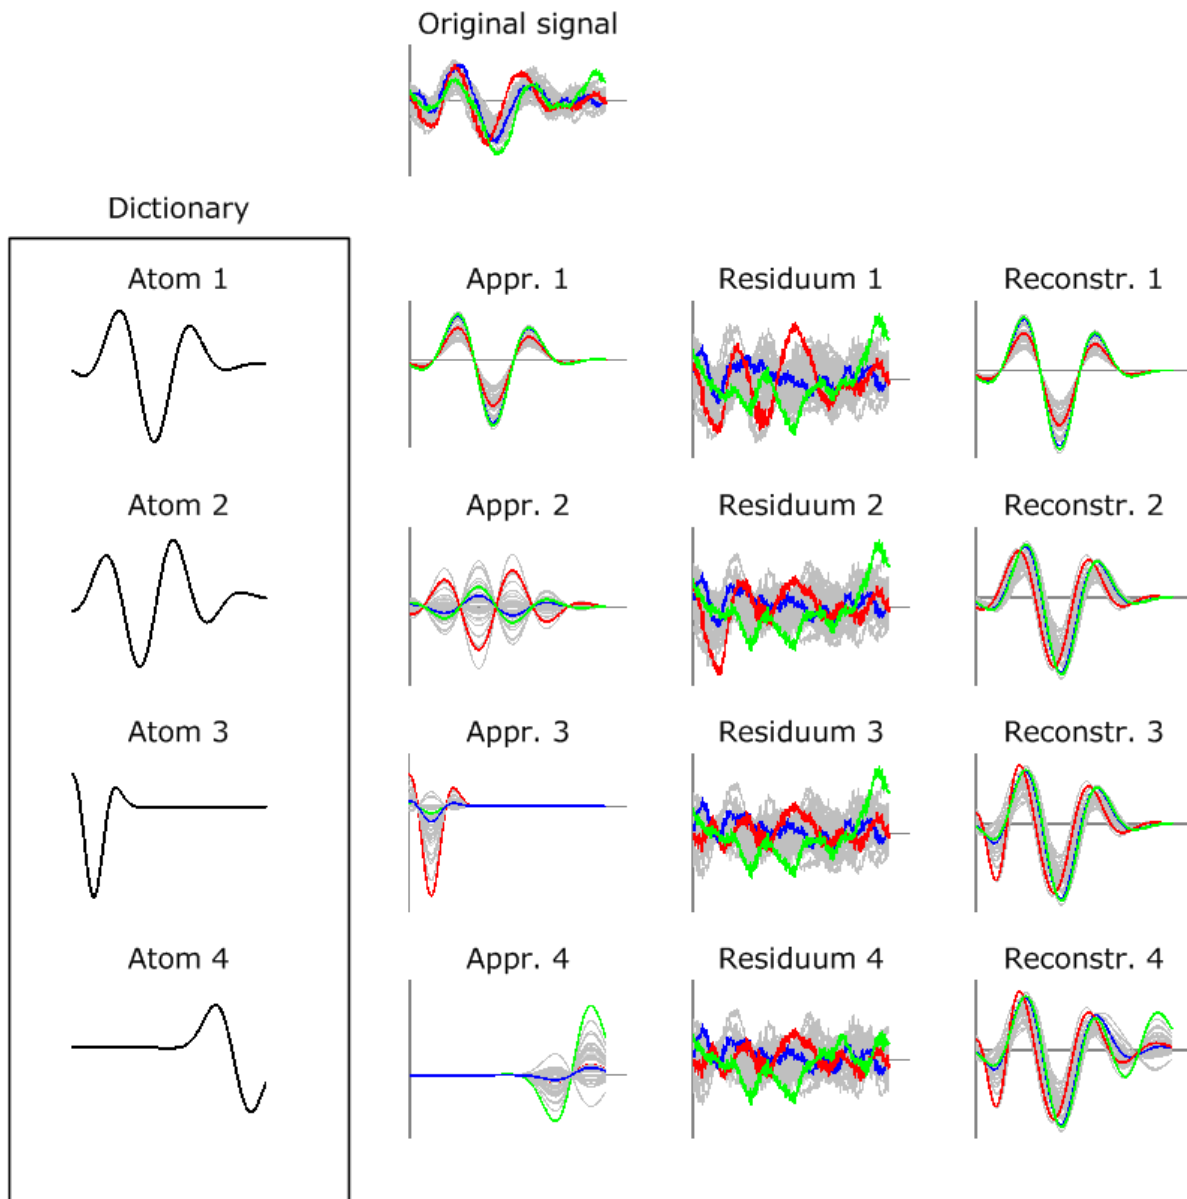 Original signal
Dictionary
Atom 1
Appr. 1
Residuum 1
Reconstr. 1
Atom 2
Appr. 2
Residuum 2
Reconstr. 2
Atom 3
Appr. 3
Residuum 3
Reconstr. 3
Atom 4
Appr. 4
Residuum 4
Reconstr. 4